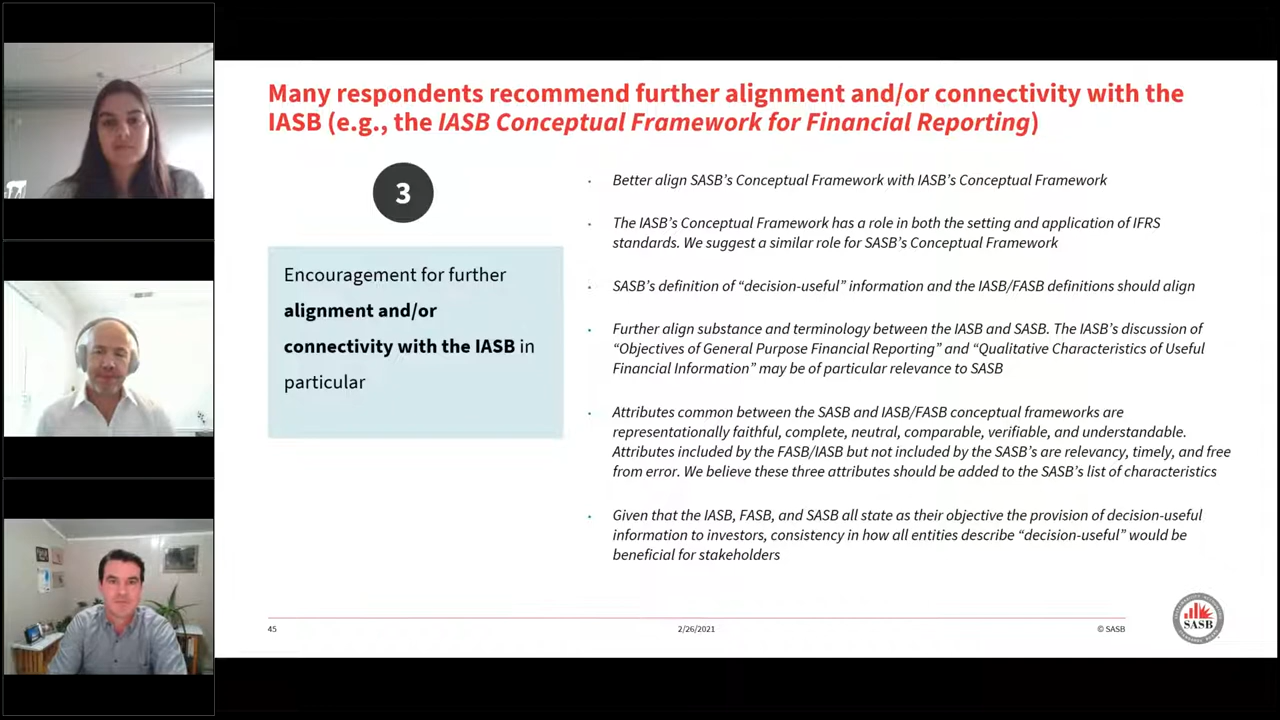 Many respondents recommend further alignment and/or connectivity with the
IASB (e.g., the IASB Conceptual Framework for Financial Reporting)
3
Encouragement for further
alignment and/or
connectivity with the IASB in
particular
Better align SASB’s Conceptual Framework with IASB’s Conceptual Framework
The IASB’s Conceptual Framework has a role in both the setting and application of IFRS
standards. We suggest a similar role for SASB’s Conceptual Framework
SASB’s definition of “decision-useful” information and the IASB/FASB definitions should align
Further align substance and terminology between the IASB and SASB. The IASB’s discussion of
“Objectives of General Purpose Financial Reporting” and “Qualitative Characteristics of Useful
Financial Information” may be of particular relevance to SASB
Attributes common between the SASB and IASB/FASB conceptual frameworks are
representationally faithful, complete, neutral, comparable, verifiable, and understandable.
Attributes included by the FASB/IASB but not included by the SASB’s are relevancy, timely, and free
from error. We believe these three attributes should be added to the SASB’s list of characteristics
Given that the IASB, FASB, and SASB all state as their objective the provision of decision-useful
information to investors, consistency in how all entities describe “decision-useful” would be
beneficial for stakeholders
45
2/26/2021
© SASB
SASB